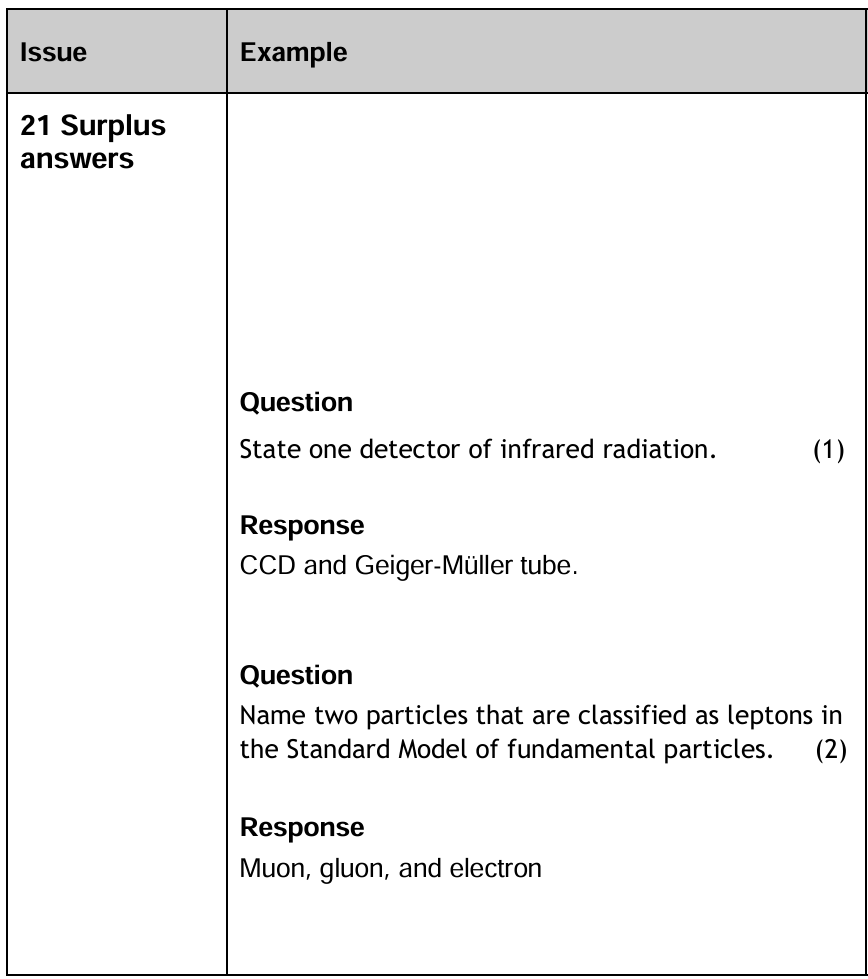 Issue
Example
21 Surplus
answers
Question
State one detector of infrared radiation. (1)
Response
CCD and Geiger-Müller tube.
Question
Name two particles that are classified as leptons in
the Standard Model of fundamental particles. (2)
Response
Muon, gluon, and electron